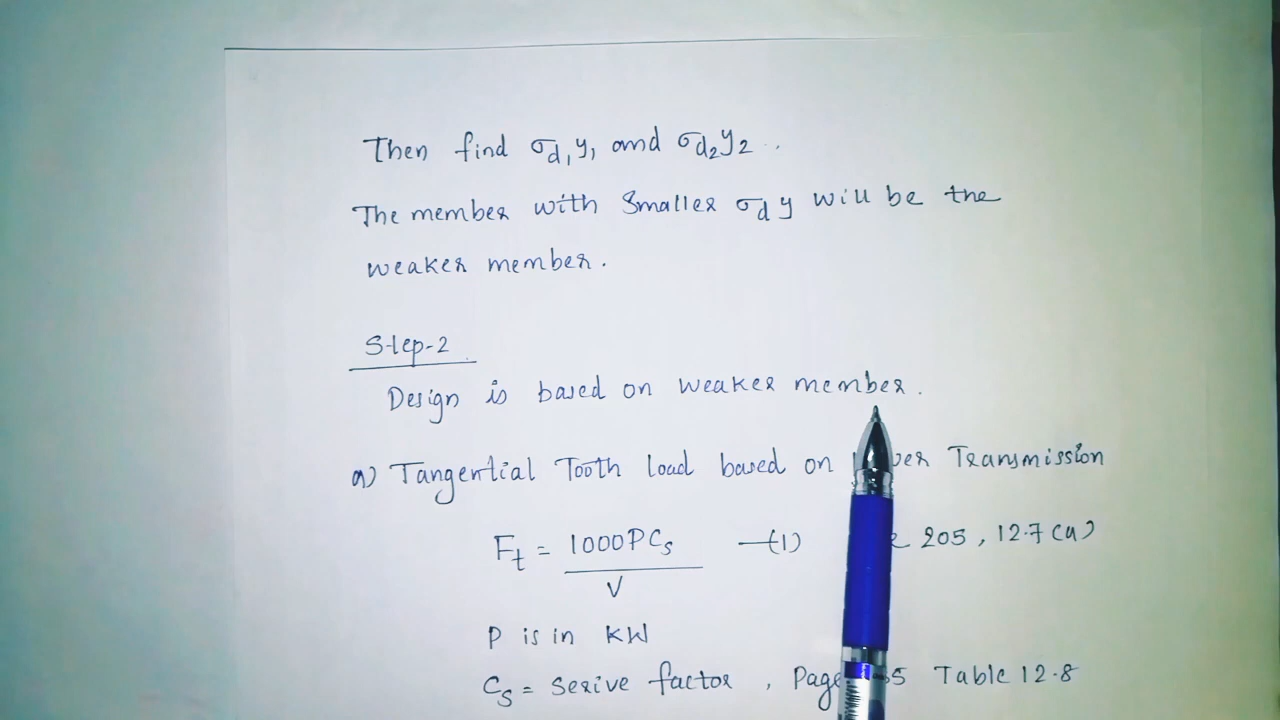 Then find σd₁y₁ and σd₂y₂.
The member with Smaller σd y will be the
weaker member.
Step-2
Design is based on weaker member.
a) Tangential Tooth load based on Transmission
Ft = 1000PCs / V —(1) 205, 12.7(a)
P is in KW
Cs = Serive factor, Page Table 12.8